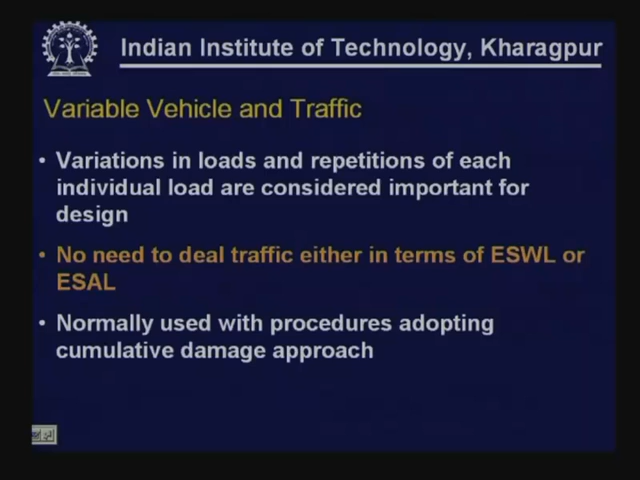 Indian Institute of Technology, Kharagpur
Variable Vehicle and Traffic
• Variations in loads and repetitions of each
individual load are considered important for
design
• No need to deal traffic either in terms of ESWL or
ESAL
• Normally used with procedures adopting
cumulative damage approach